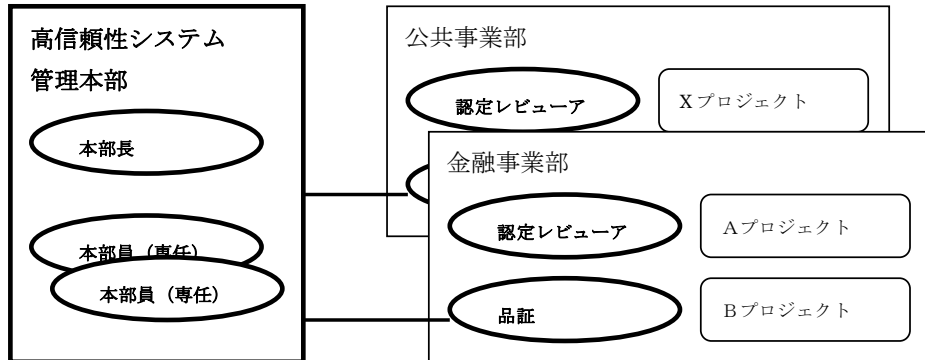 高信頼性システム
管理本部
本部長
本部員（専任）
本部員（専任）
公共事業部
認定レビューア
Xプロジェクト
金融事業部
認定レビューア
Aプロジェクト
品証
Bプロジェクト